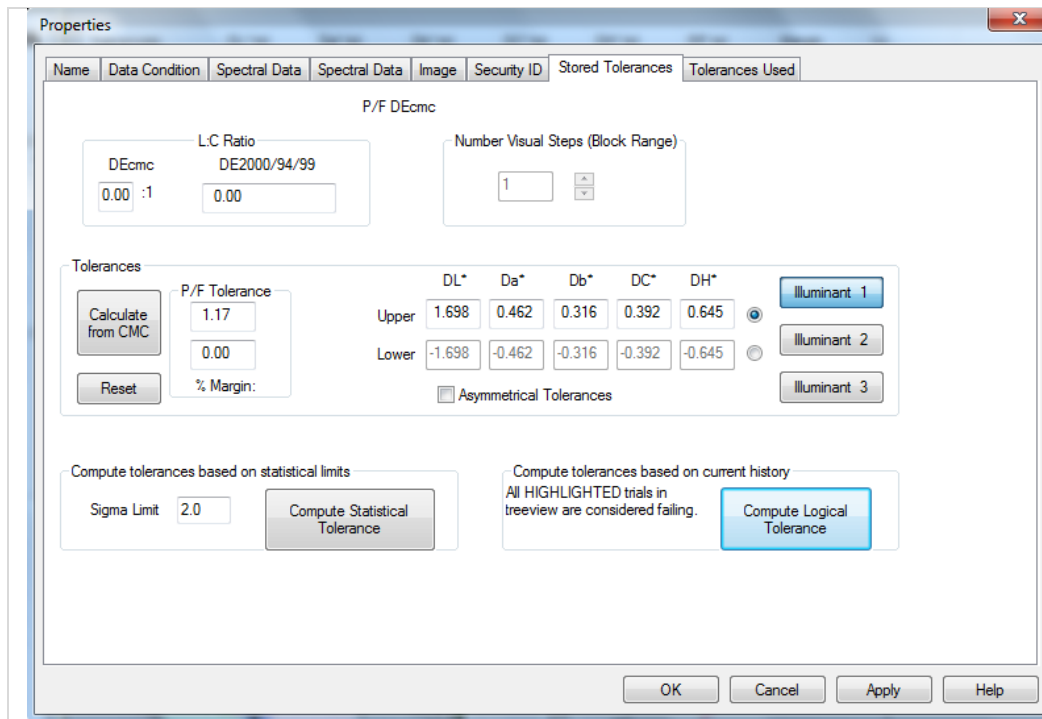 Properties
X
Name Data Condition Spectral Data Spectral Data Image Security ID Stored Tolerances Tolerances Used
P/F DEcmc
L:C Ratio
DEcmc DE2000/94/99
0.00 :1 0.00
Number Visual Steps (Block Range)
1
Tolerances
P/F Tolerance
Calculate from CMC
1.17
0.00
% Margin:
Reset
DL* Da* Db* DC* DH*
Upper 1.698 0.462 0.316 0.392 0.645
Lower -1.698 -0.462 -0.316 -0.392 -0.645
Asymmetrical Tolerances
Illuminant 1
Illuminant 2
Illuminant 3
Compute tolerances based on statistical limits
Sigma Limit 2.0
Compute Statistical
Tolerance
Compute tolerances based on current history
All HIGHLIGHTED trials in
treeview are considered failing.
Compute Logical
Tolerance
OK Cancel Apply Help